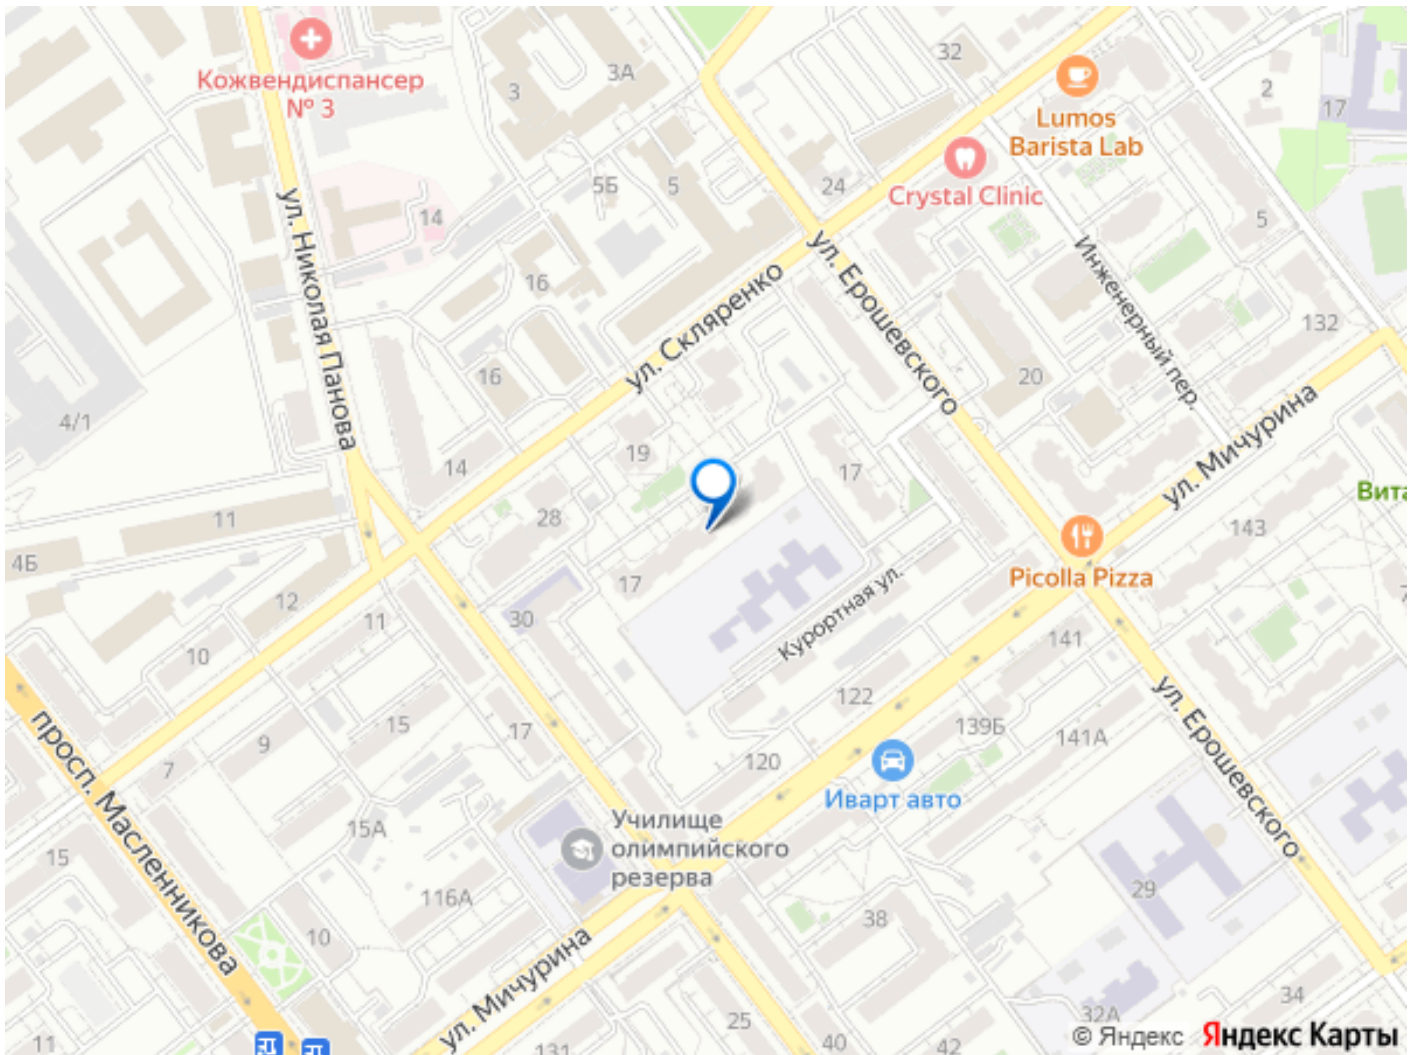 Кожвендиспансер
№ 3
3А
3
32
Lumos
Barista Lab
2
17
5Б
5
24
Crystal Clinic
14
5
ул. Николая Панова
16
ул. Скляренко
ул. Ерошевского
Инженерный пер.
132
16
20
4/1
14
19
17
ул. Мичурина
Вита
11
28
143
4Б
Picolla Pizza
17
12
30
Курортная ул.
7
11
141
10
122
ул. Ерошевского
просп. Масленникова
9
15
17
139Б
141А
7
120
Иварт авто
15А
Училище
олимпийского
резерва
15
116А
29
10
38
ул. Мичурина
34
32А
25
11
131
40
42
© Яндекс Яндекс Карты